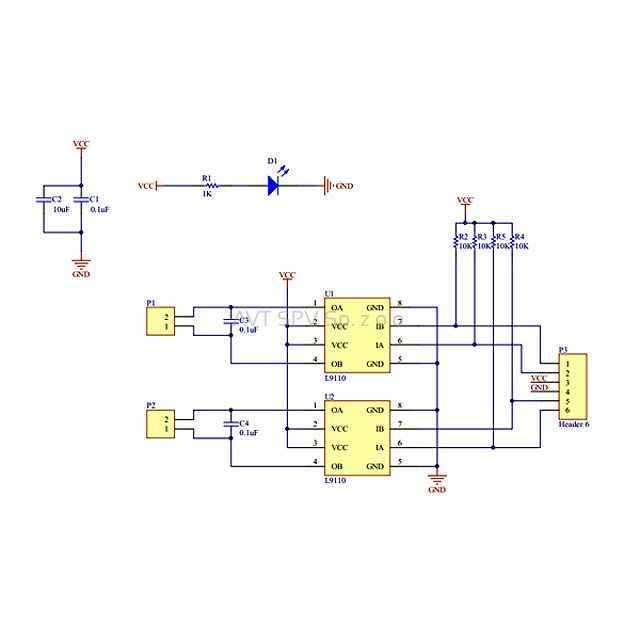 VCC
C2
10uF
C1
0.1uF
GND
VCC
R1
1K
D1
GND
VCC
R2
10K
R3
10K
R5
10K
R4
10K
VCC
P1
2
1
C3
0.1uF
U1
1 OA GND 8
2 VCC IB 7
3 VCC IA 6
4 OB GND 5
L9110
AVT SPV Sp. z o.o.
P2
2
1
C4
0.1uF
U2
1 OA GND 8
2 VCC IB 7
3 VCC IA 6
4 OB GND 5
L9110
GND
P3
1
2
VCC 3
GND 4
5
6
Header 6